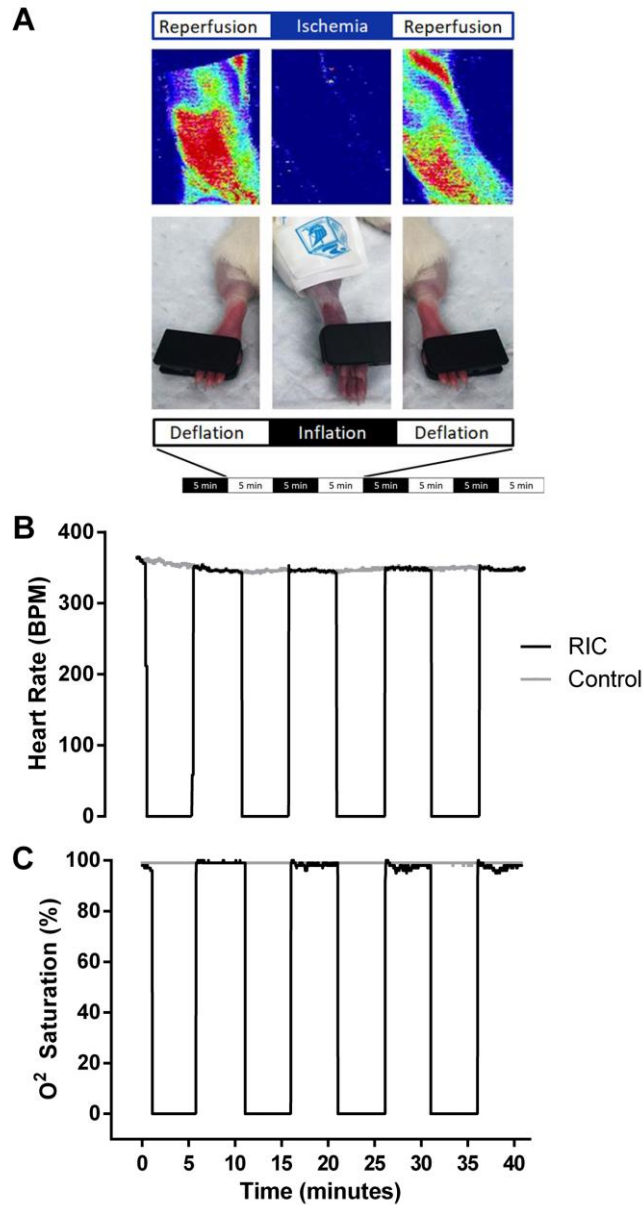 A
Reperfusion Ischemia Reperfusion
Deflation Inflation Deflation
5 min 5 min 5 min 5 min 5 min 5 min 5 min 5 min
B
Heart Rate (BPM)
400
300
200
100
0
RIC
Control
C
O² Saturation (%)
100
80
60
40
20
0
0 5 10 15 20 25 30 35 40
Time (minutes)